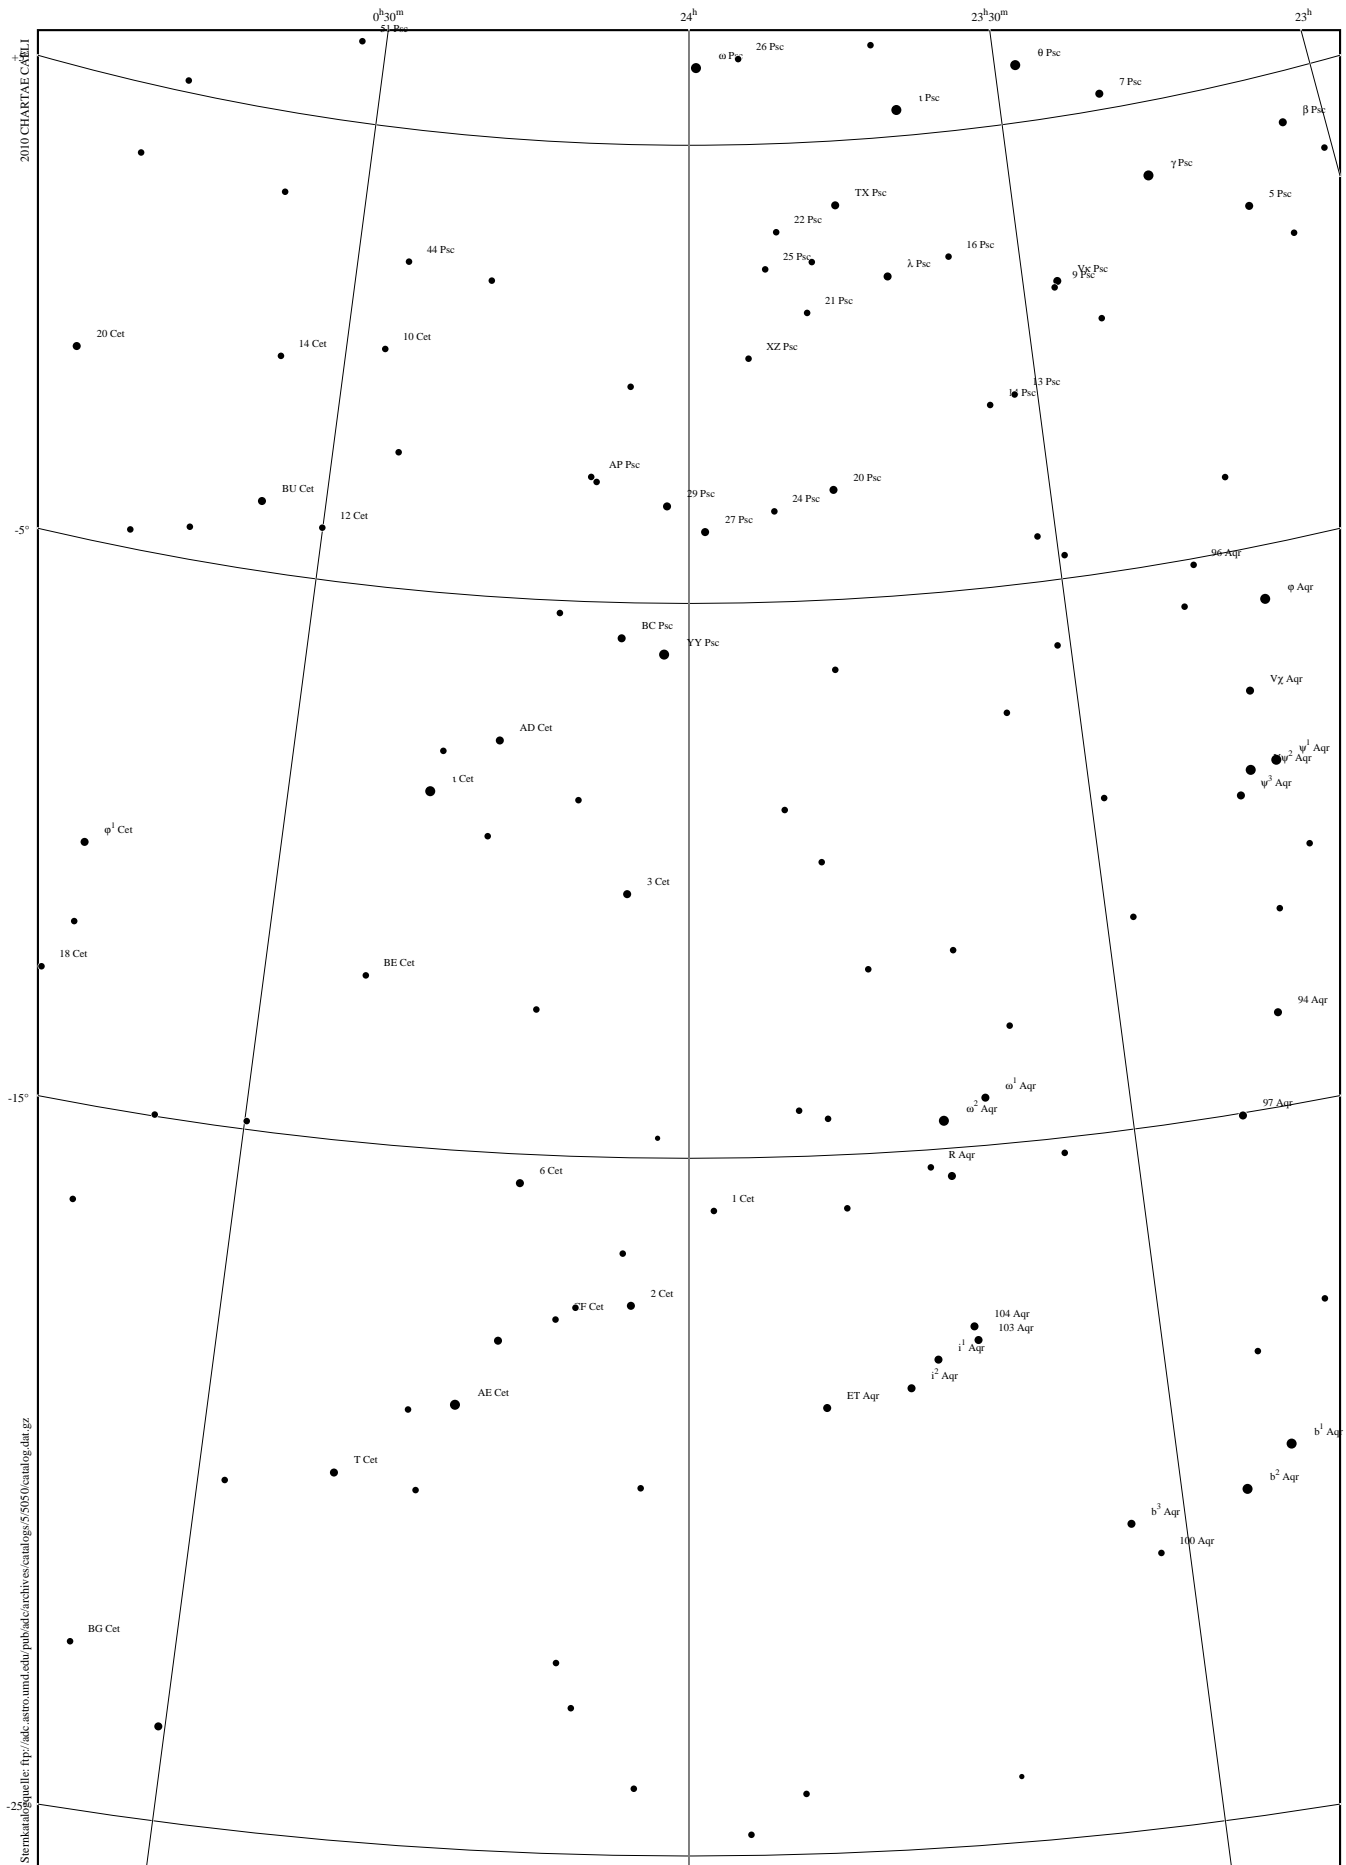 0h30m
24h
23h30m
23h
51 Psc
26 Psc
ω Psc
θ Psc
7 Psc
ι Psc
β Psc
γ Psc
TX Psc
5 Psc
22 Psc
44 Psc
16 Psc
25 Psc
λ Psc
Vκ Psc
9 Psc
21 Psc
20 Cet
14 Cet
10 Cet
XZ Psc
13 Psc
14 Psc
AP Psc
20 Psc
BU Cet
29 Psc
24 Psc
12 Cet
27 Psc
-5°
96 Aqr
φ Aqr
BC Psc
YY Psc
Vχ Aqr
AD Cet
ψ1 Aqr
ψ2 Aqr
ι Cet
ψ3 Aqr
φ1 Cet
3 Cet
18 Cet
BE Cet
94 Aqr
ω1 Aqr
-15°
97 Aqr
ω2 Aqr
R Aqr
6 Cet
1 Cet
2 Cet
CF Cet
104 Aqr
103 Aqr
i1 Aqr
i2 Aqr
AE Cet
ET Aqr
b1 Aqr
T Cet
b2 Aqr
b3 Aqr
100 Aqr
BG Cet
-25°
2010 CHARTAE CAELI
Sternkatalogquelle: ftp://adc.astro.umd.edu/pub/adc/archives/catalogs/5/5050/catalog.dat.gz